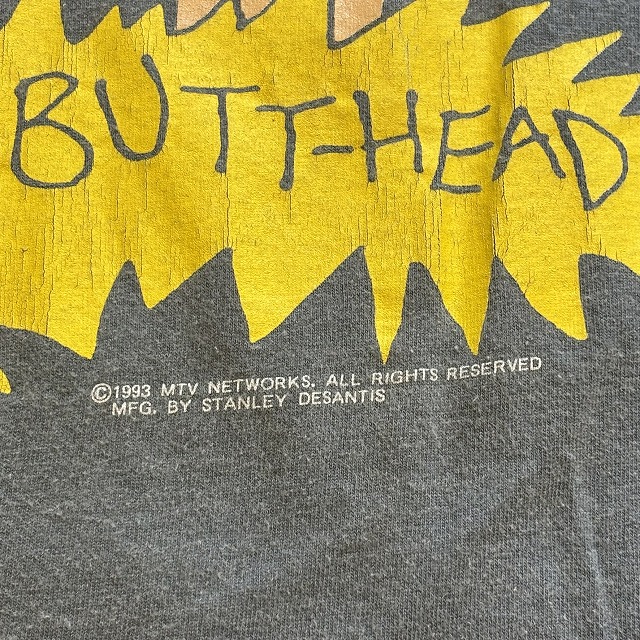 BUTT-HEAD
©1993 MTV NETWORKS. ALL RIGHTS RESERVED
MFG. BY STANLEY DESANTIS